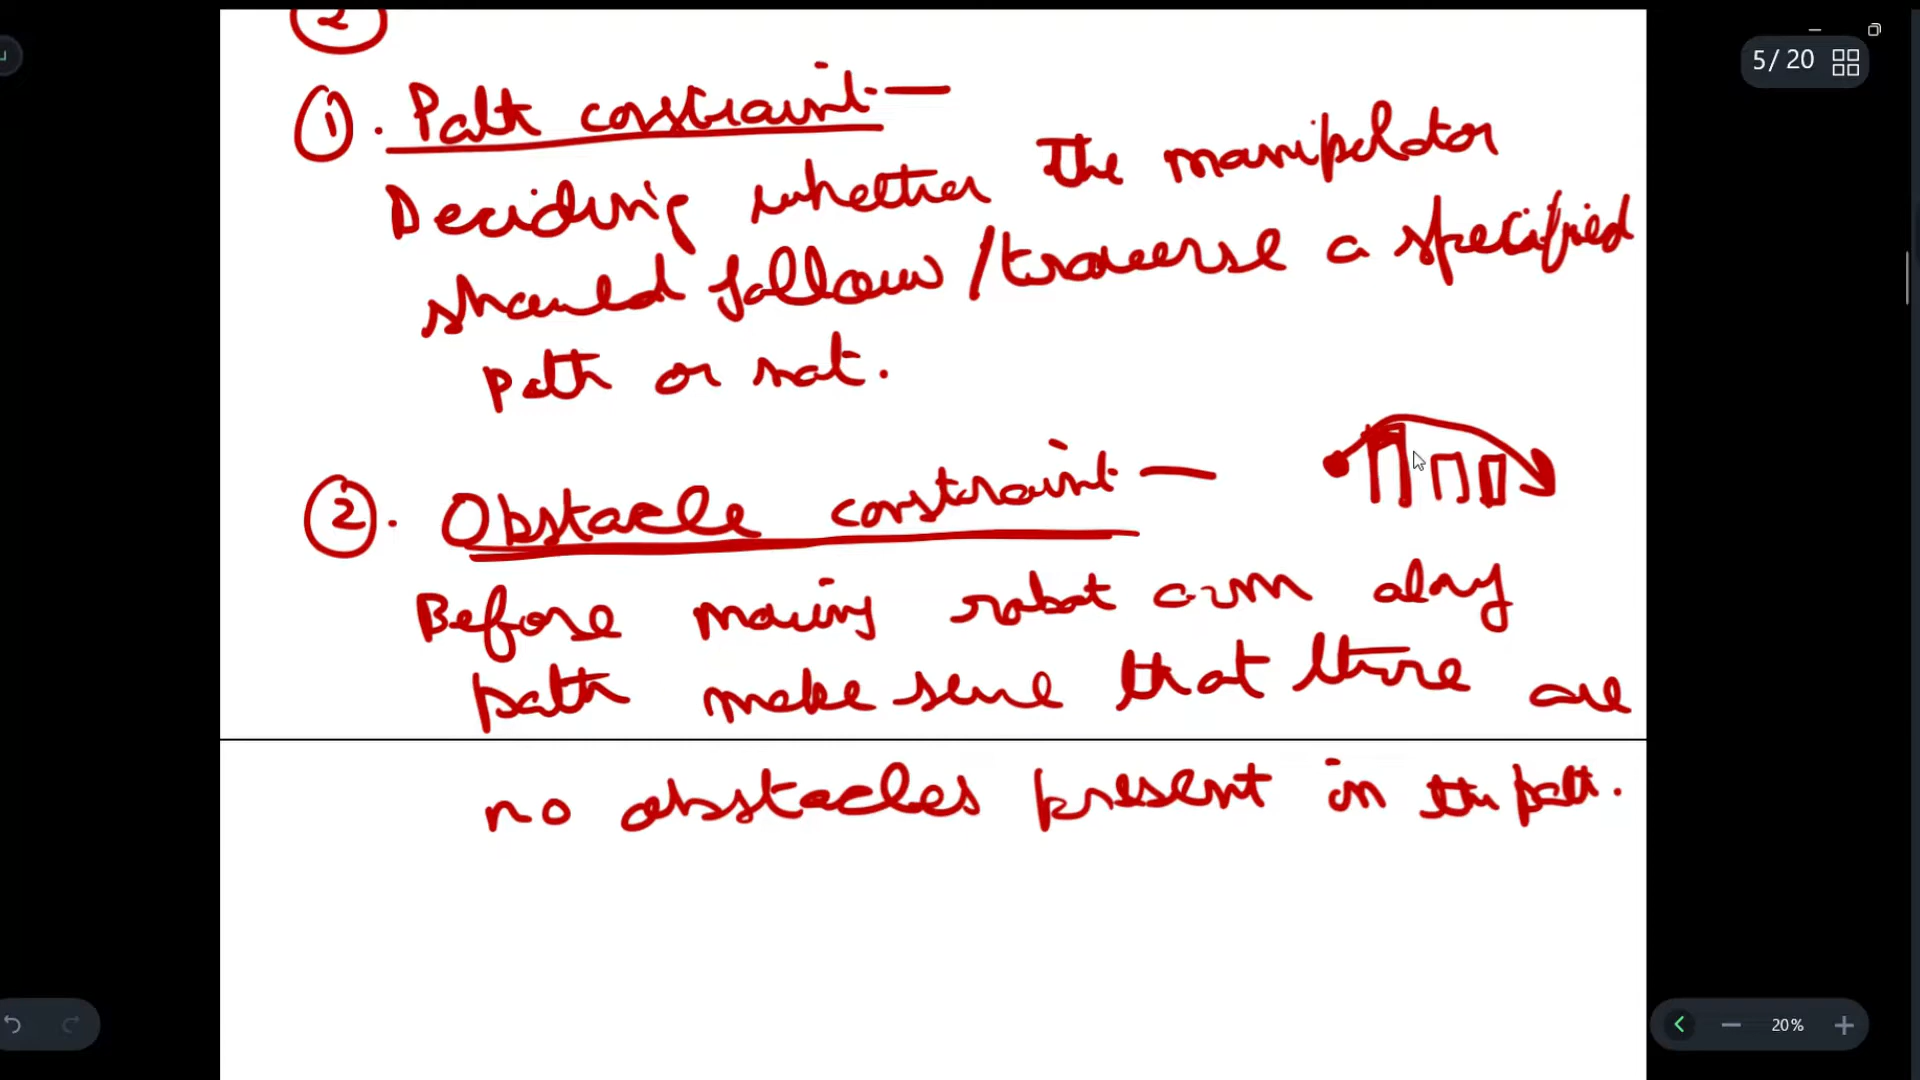 2
5/ 20
① . Path constraint —
Deciding whether the manipulator
should follow /traverse a specified
path or not.
② . Obstacle constraint —
Before moving robot arm along
path make sure that there are
no obstacles present in the path.
20%